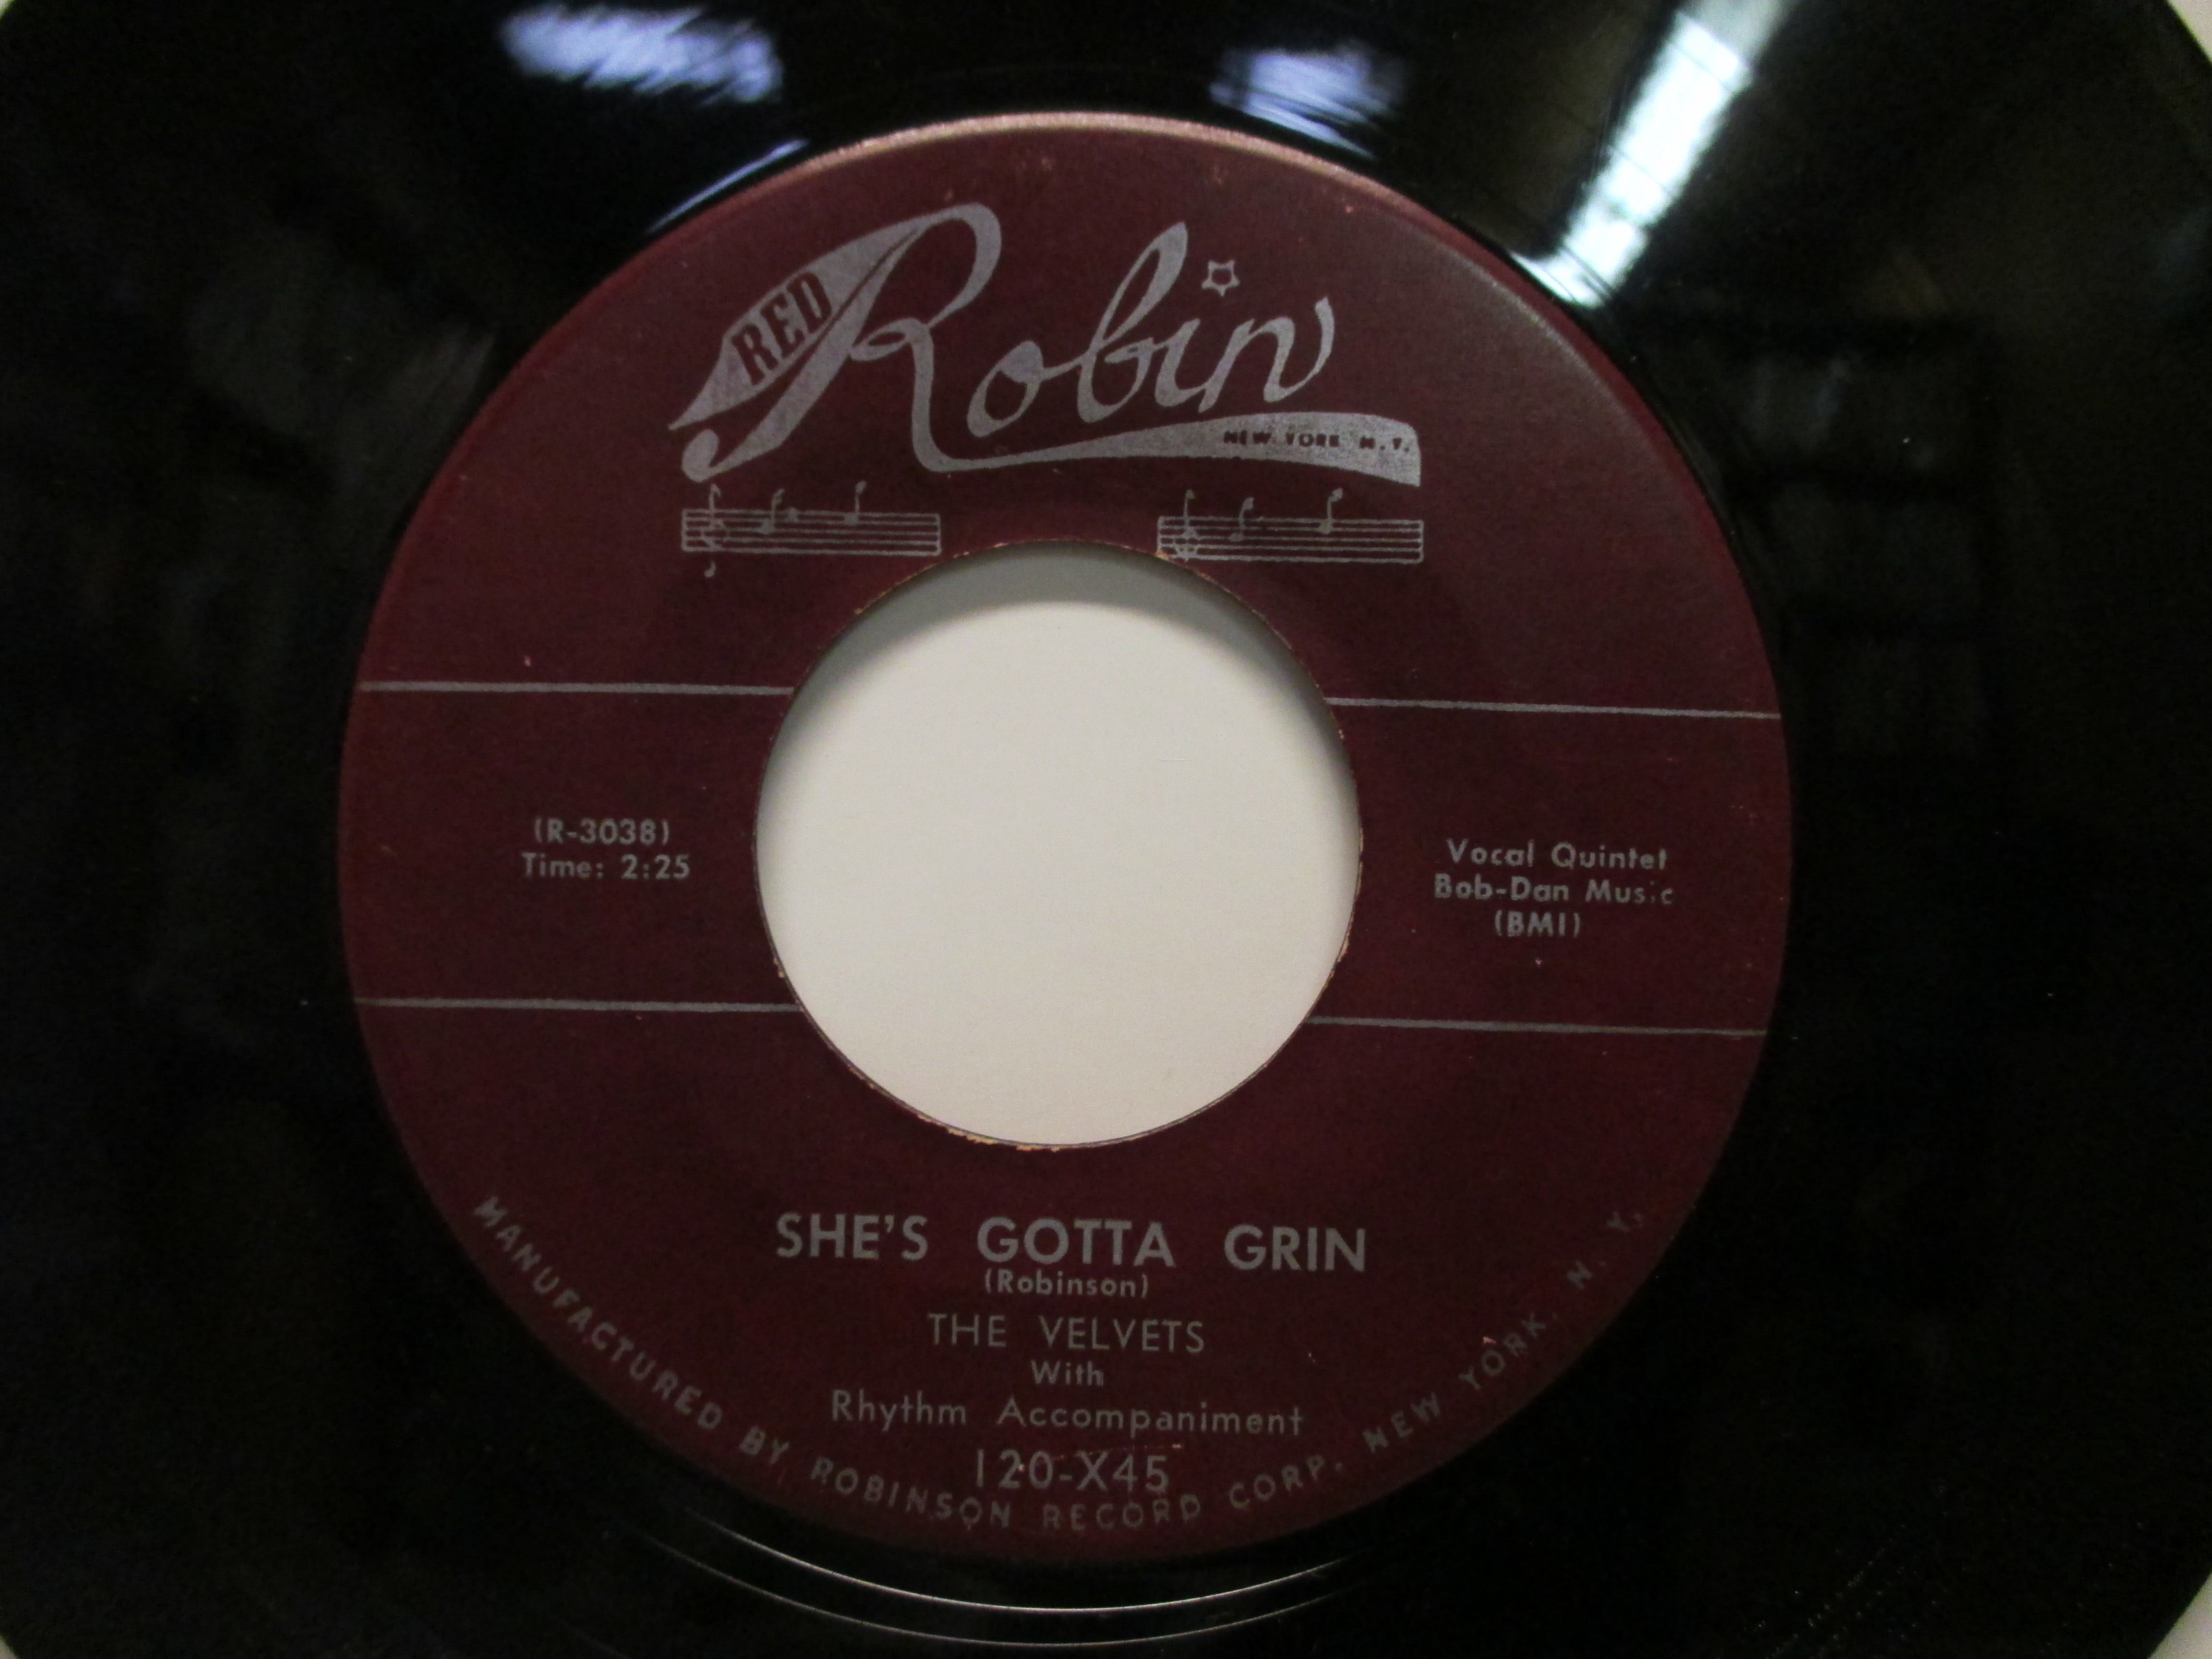 RED Robin
NEW YORK N.Y.
(R-3038)
Time: 2:25
Vocal Quintet
Bob-Dan Music
(BMI)
SHE'S GOTTA GRIN
(Robinson)
THE VELVETS
With
Rhythm Accompaniment
120-X45
MANUFACTURED BY ROBINSON RECORD CORP. NEW YORK. N. Y.